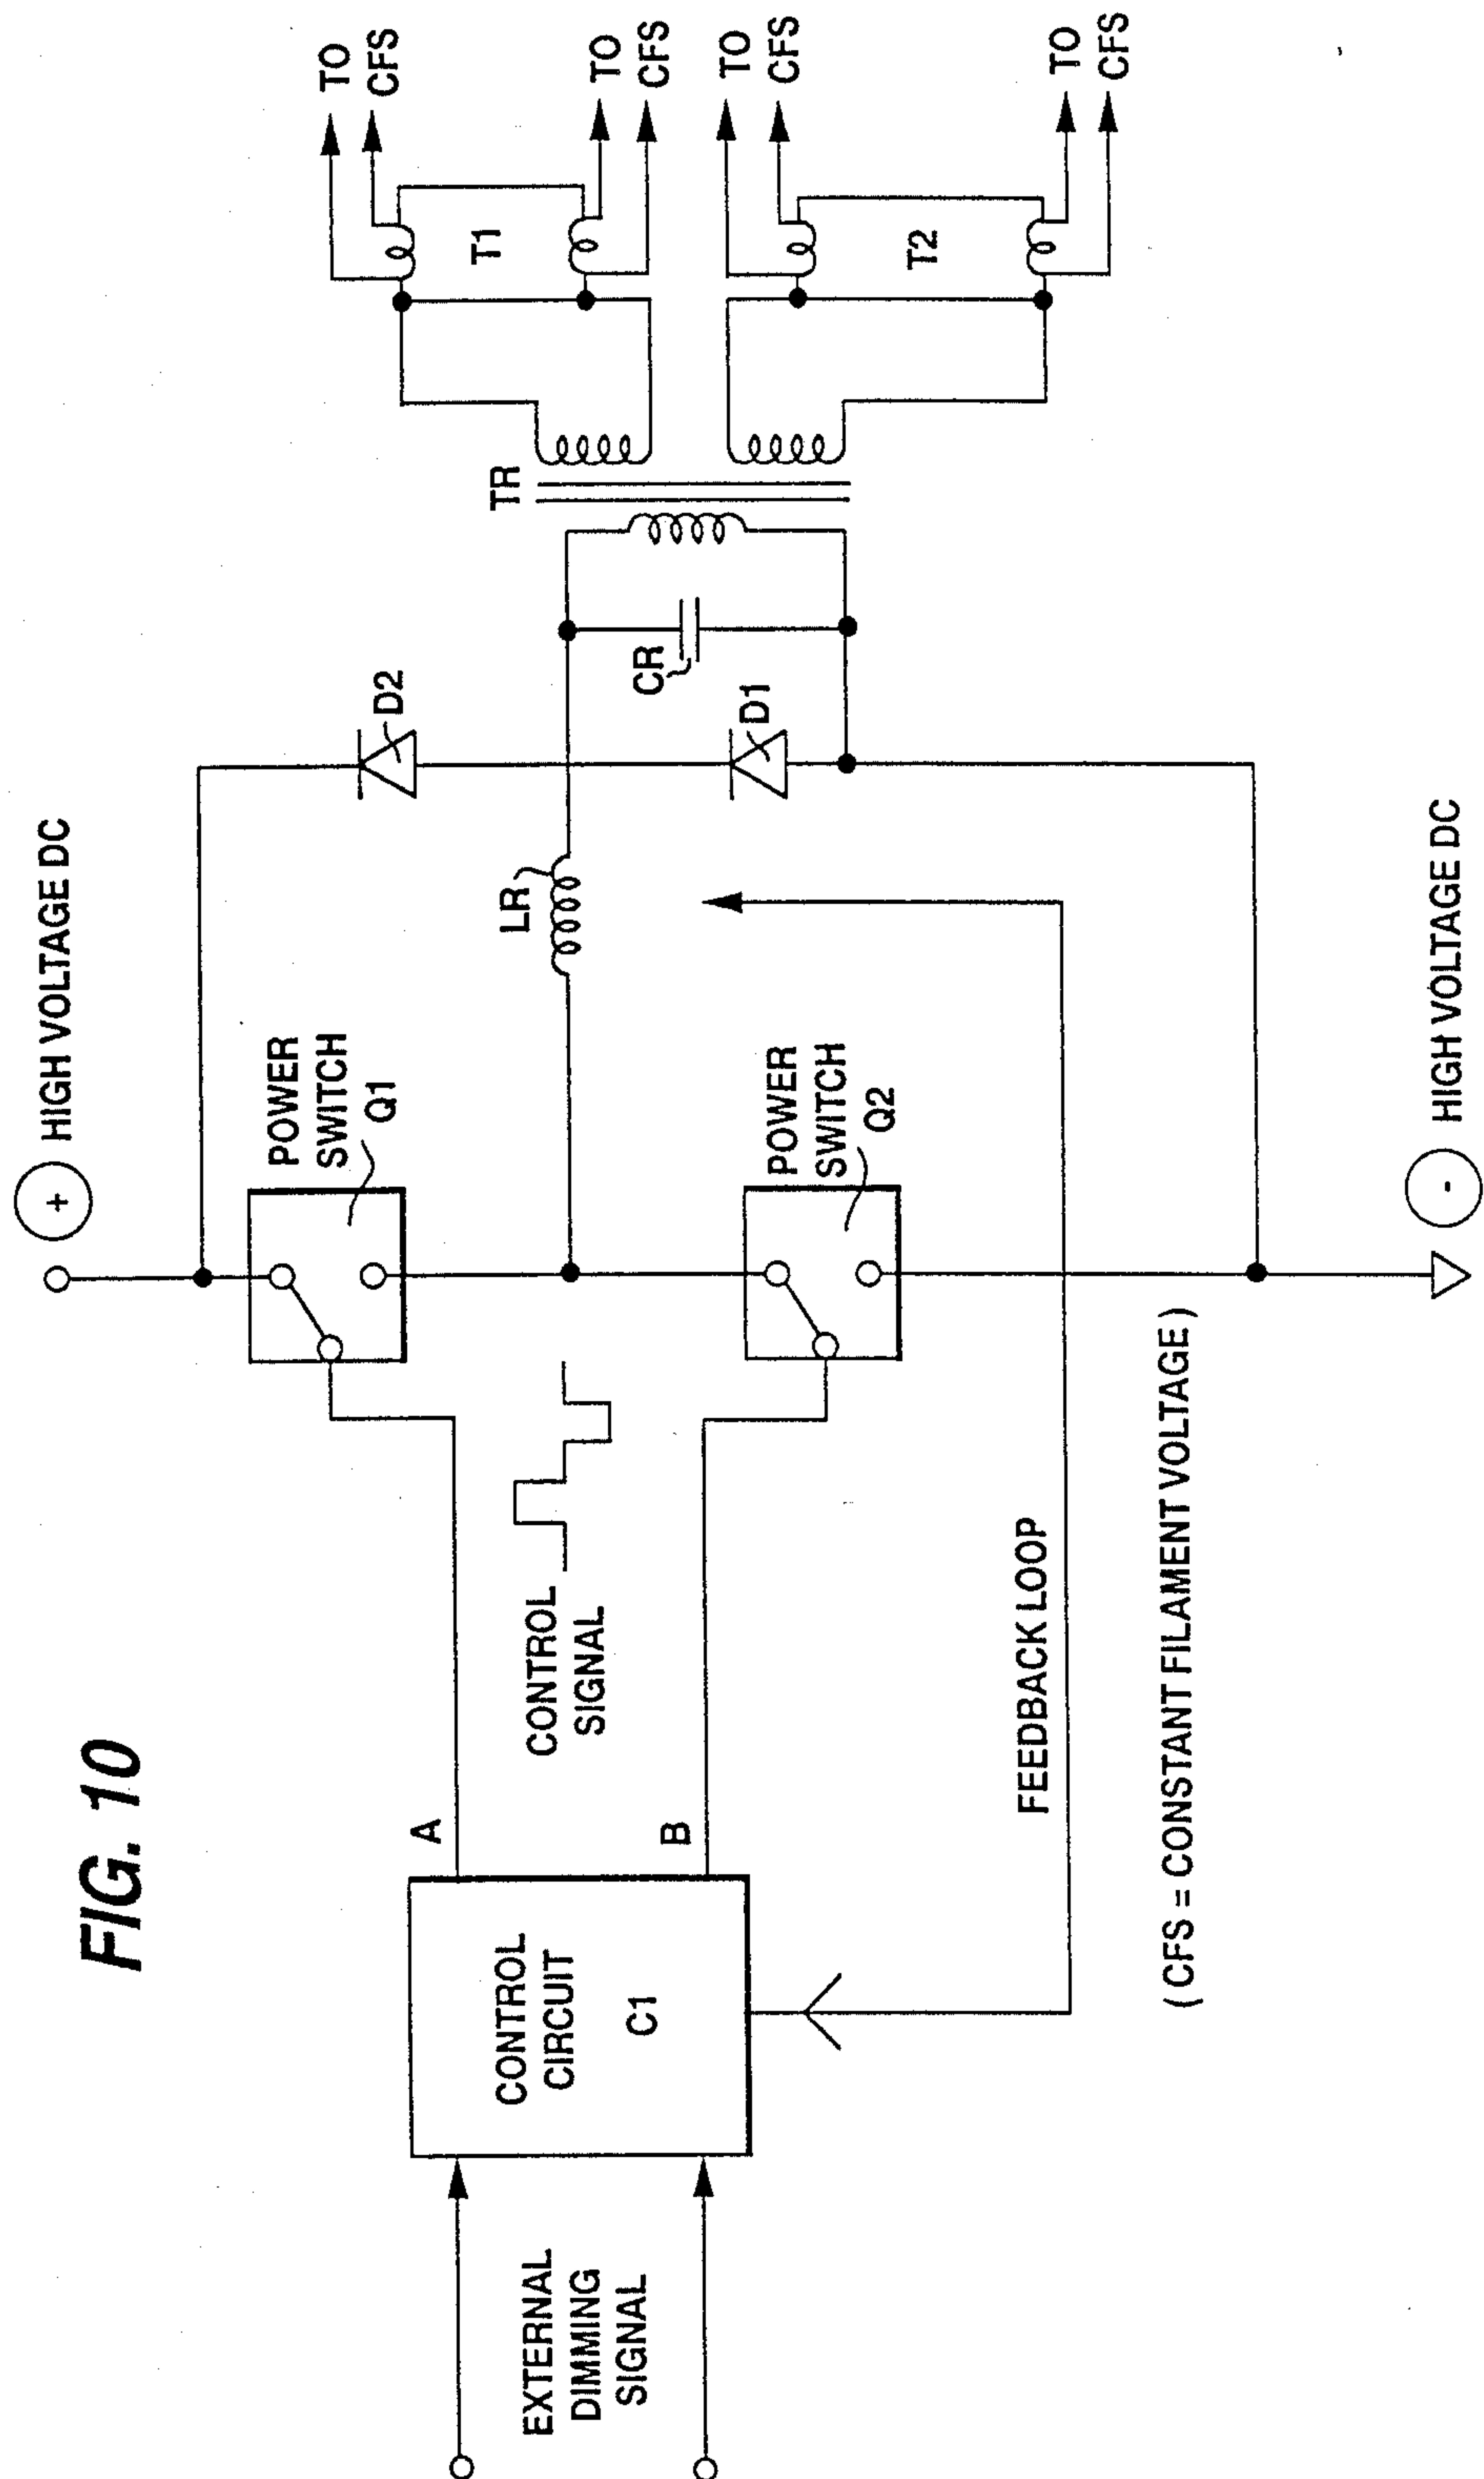 FIG. 10
+ HIGH VOLTAGE DC
EXTERNAL
DIMMING
SIGNAL
CONTROL
CIRCUIT
C1
A
B
CONTROL
SIGNAL
POWER
SWITCH
Q1
POWER
SWITCH
Q2
LR
D2
D1
CR
TR
T1
T2
TO
CFS
TO
CFS
TO
CFS
TO
CFS
FEEDBACK LOOP
(CFS = CONSTANT FILAMENT VOLTAGE)
- HIGH VOLTAGE DC